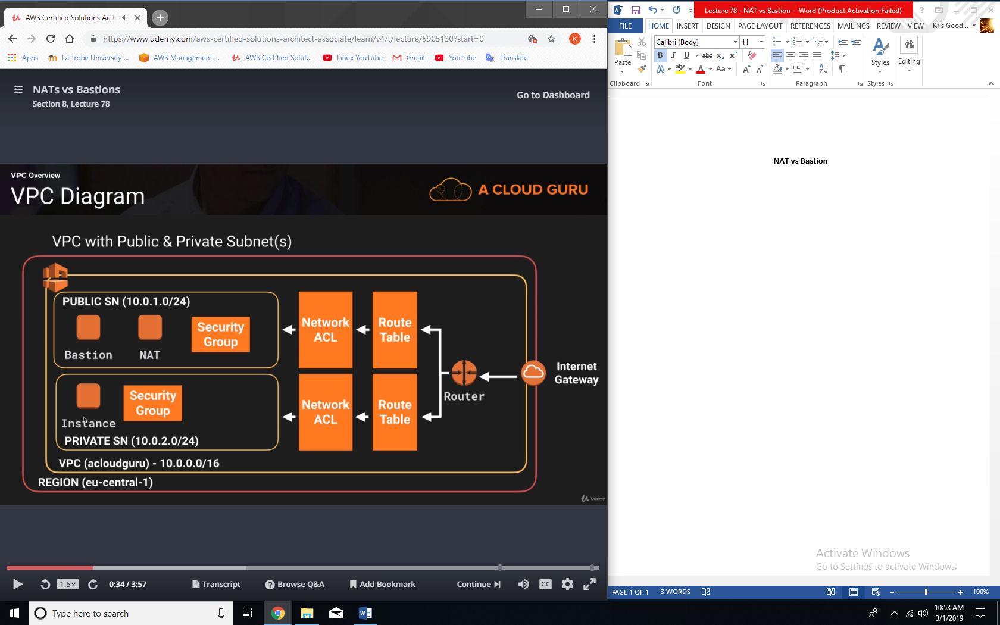 AWS Certified Solutions Arch
https://www.udemy.com/aws-certified-solutions-architect-associate/learn/v4/t/lecture/5905130?start=0
K
Apps
La Trobe University ...
AWS Management ...
AWS Certified Solut...
Linux YouTube
Gmail
YouTube
Translate
NATs vs Bastions
Section 8, Lecture 78
Go to Dashboard
VPC Overview
VPC Diagram
A CLOUD GURU
VPC with Public & Private Subnet(s)
PUBLIC SN (10.0.1.0/24)
Bastion
NAT
Security
Group
Network
ACL
Route
Table
Instance
Security
Group
PRIVATE SN (10.0.2.0/24)
Network
ACL
Route
Table
Router
Internet
Gateway
VPC (acloudguru) - 10.0.0.0/16
REGION (eu-central-1)
Udemy
1.5×
0:34 / 3:57
Transcript
Browse Q&A
Add Bookmark
Continue
CC
Lecture 78 - NAT vs Bastion - Word (Product Activation Failed)
FILE
HOME
INSERT
DESIGN
PAGE LAYOUT
REFERENCES
MAILINGS
REVIEW
VIEW
Kris Good...
Paste
Calibri (Body)
11
B I U abc x₂ x²
A A Aa A A
Styles
Editing
Clipboard
Font
Paragraph
Styles
NAT vs Bastion
Activate Windows
Go to Settings to activate Windows.
PAGE 1 OF 1
3 WORDS
100%
Type here to search
10:53 AM
3/1/2019